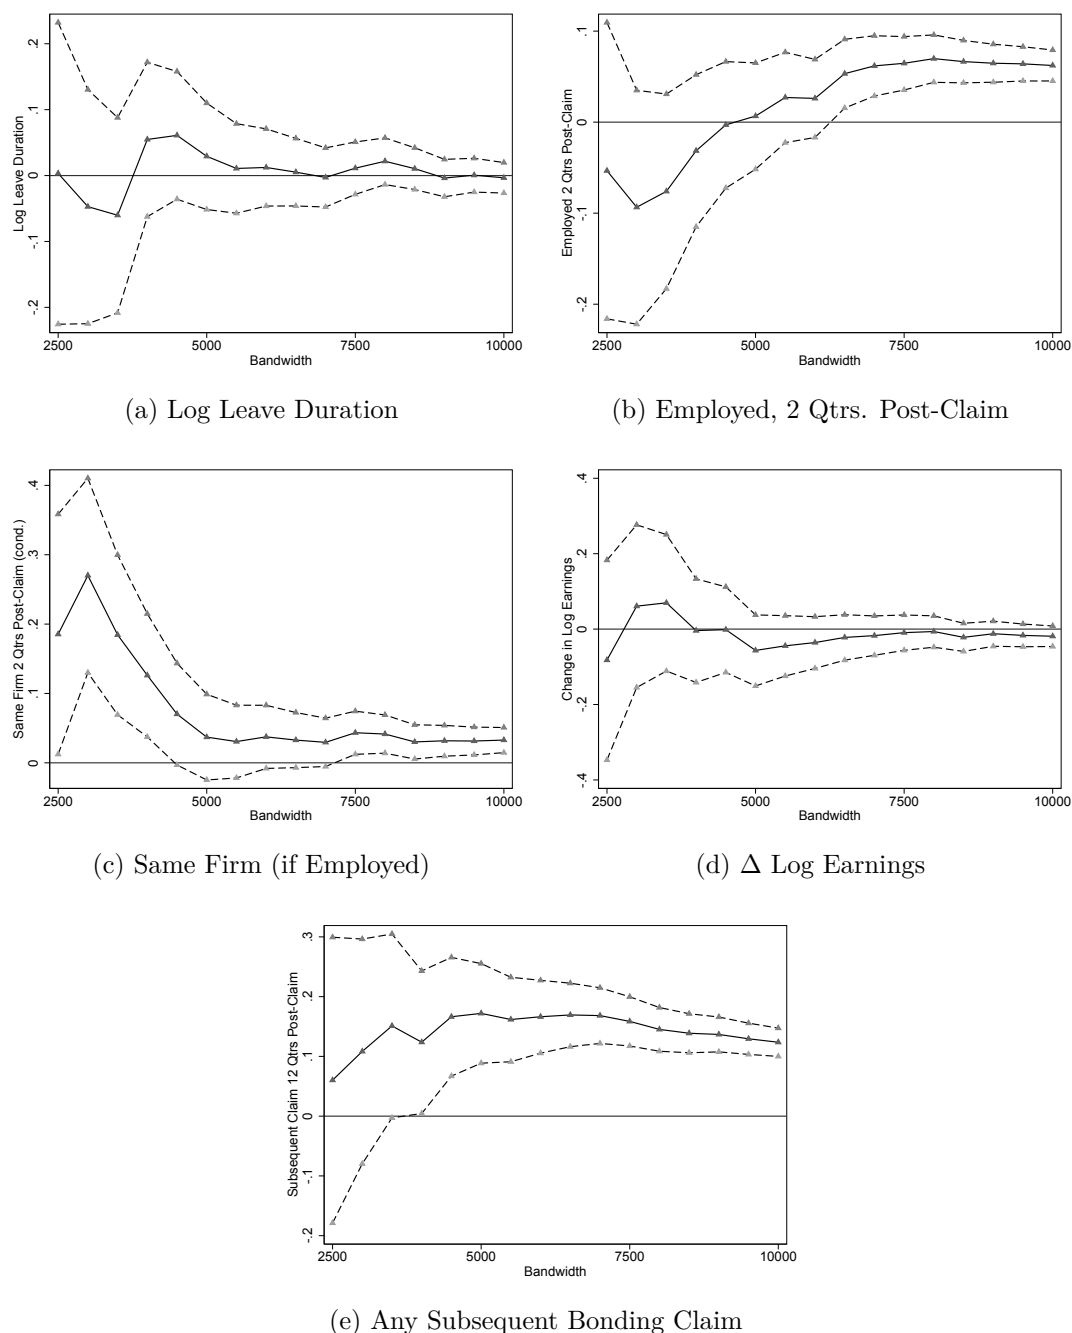 Log Leave Duration
.2
.1
0
-.1
-.2
2500 5000 7500 10000
Bandwidth
(a) Log Leave Duration
Employed 2 Qtrs Post-Claim
.1
0
-.1
-.2
2500 5000 7500 10000
Bandwidth
(b) Employed, 2 Qtrs. Post-Claim
Same Firm 2 Qtrs Post-Claim (cond.)
.4
.3
.2
.1
0
2500 5000 7500 10000
Bandwidth
(c) Same Firm (if Employed)
Change in Log Earnings
.4
.2
0
-.2
-.4
2500 5000 7500 10000
Bandwidth
(d) Δ Log Earnings
Subsequent Claim 12 Qtrs Post-Claim
.3
.2
.1
0
-.1
-.2
2500 5000 7500 10000
Bandwidth
(e) Any Subsequent Bonding Claim